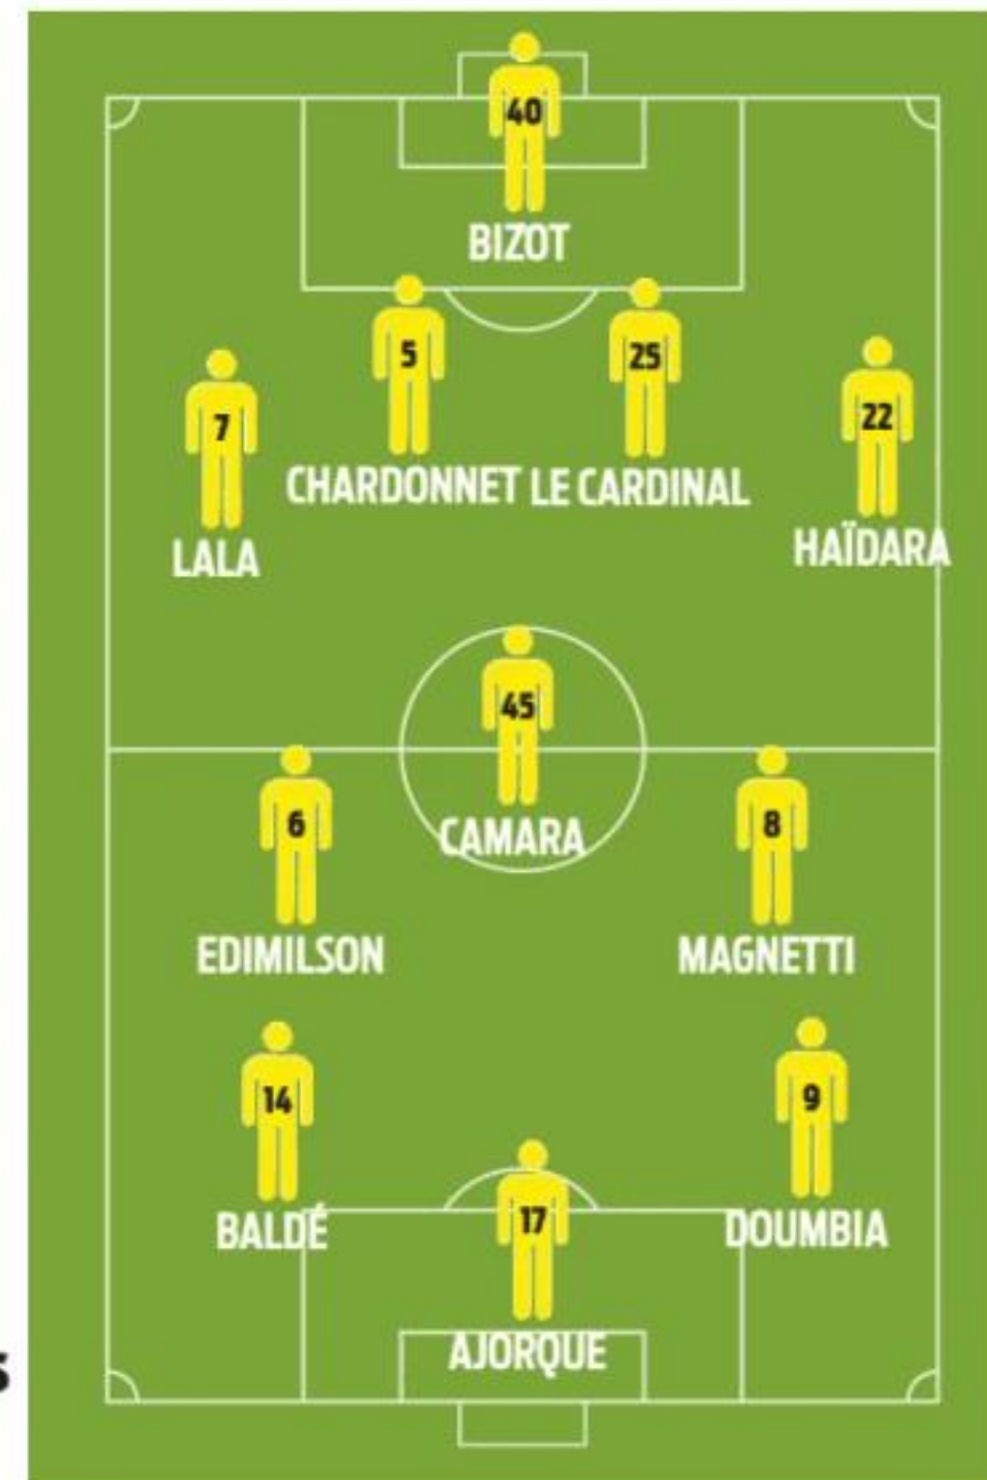 40
BIZOT
5
25
7
22
CHARDONNET LE CARDINAL
LALA
HAÏDARA
45
6
8
CAMARA
EDIMILSON
MAGNETTI
14
9
17
BALDÉ
DOUMBIA
AJORQUE